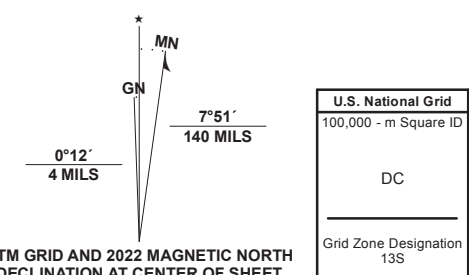 ★
MN
GN
7°51´
140 MILS
0°12´
4 MILS
TM GRID AND 2022 MAGNETIC NORTH
DECLINATION AT CENTER OF SHEET
U.S. National Grid
100,000 - m Square ID
DC
Grid Zone Designation
13S